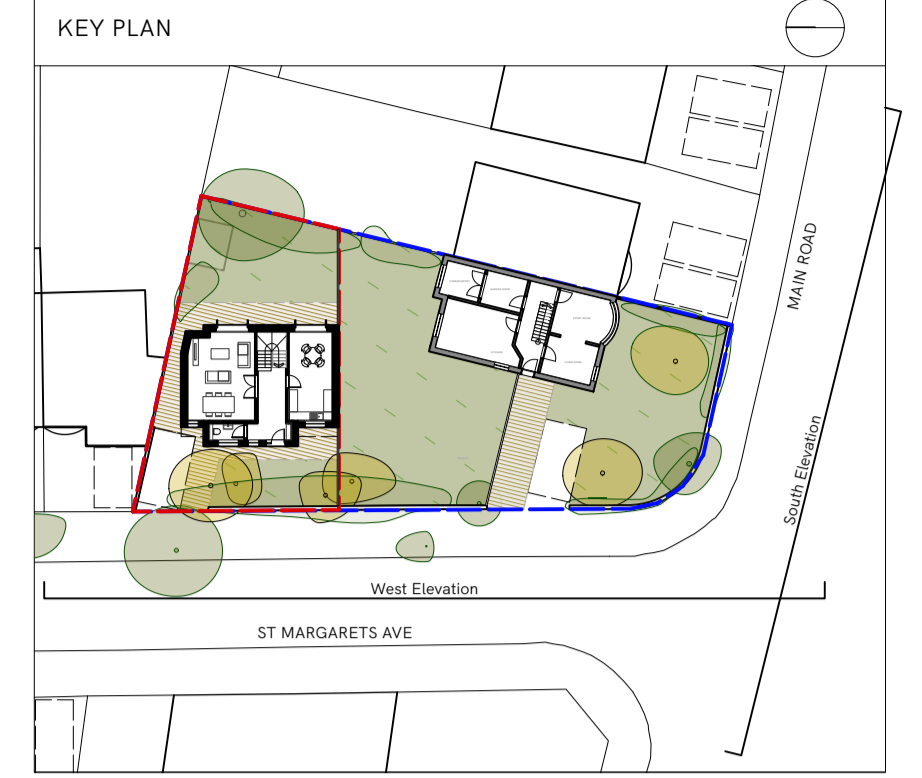 KEY PLAN
MAIN ROAD
South Elevation
West Elevation
ST MARGARETS AVE